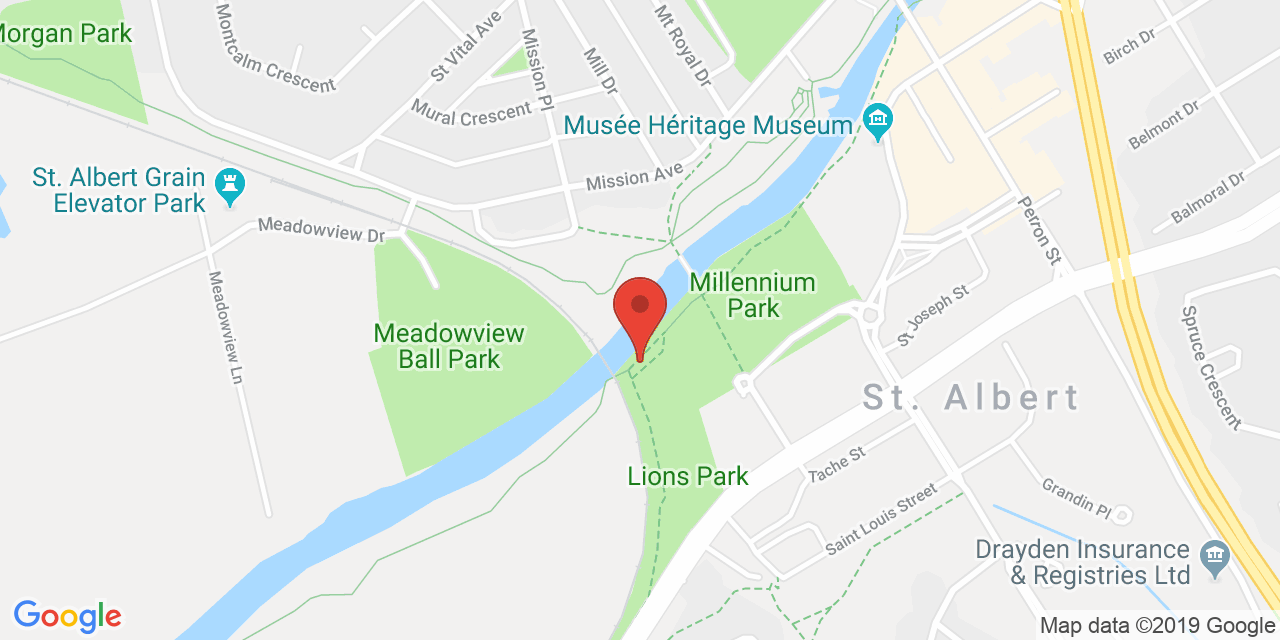 Morgan Park
Montcalm Crescent
St Vital Ave
Mission Pl
Mill Dr
Mt Royal Dr
Mural Crescent
Birch Dr
Belmont Dr
Balmoral Dr
Musée Héritage Museum
Mission Ave
St. Albert Grain
Elevator Park
Meadowview Dr
Perron St
Meadowview Ln
Millennium
Park
St Joseph St
Spruce Crescent
Meadowview
Ball Park
St. Albert
Lions Park
Tache St
Saint Louis Street
Grandin Pl
Drayden Insurance
& Registries Ltd
Google
Map data ©2019 Google